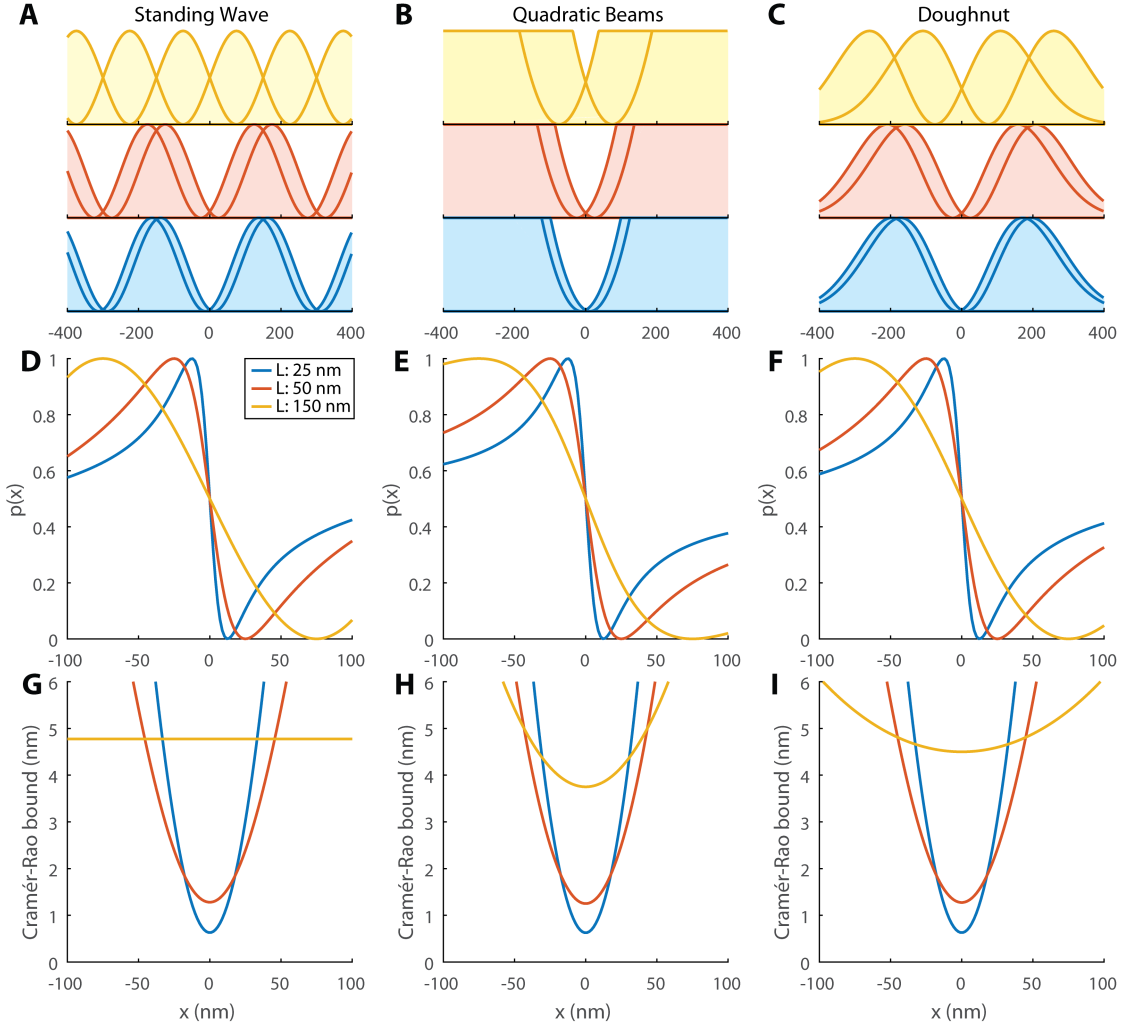 A Standing Wave
B Quadratic Beams
C Doughnut
-400 -200 0 200 400
-400 -200 0 200 400
-400 -200 0 200 400
D
L: 25 nm
L: 50 nm
L: 150 nm
p(x)
1
0.8
0.6
0.4
0.2
0
-100 -50 0 50 100
E
p(x)
1
0.8
0.6
0.4
0.2
0
-100 -50 0 50 100
F
p(x)
1
0.8
0.6
0.4
0.2
0
-100 -50 0 50 100
G
Cramér-Rao bound (nm)
6
5
4
3
2
1
0
-100 -50 0 50 100
x (nm)
H
Cramér-Rao bound (nm)
6
5
4
3
2
1
0
-100 -50 0 50 100
x (nm)
I
Cramér-Rao bound (nm)
6
5
4
3
2
1
0
-100 -50 0 50 100
x (nm)